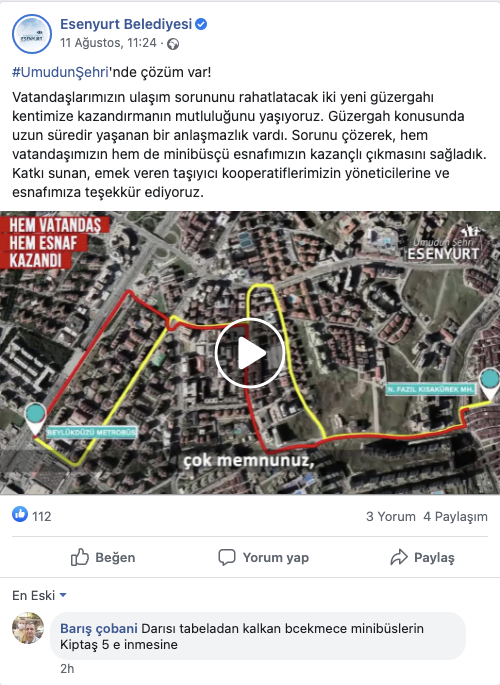 ESENYURT
Esenyurt Belediyesi
11 Ağustos, 11:24 ·
#UmudunŞehri'nde çözüm var!
Vatandaşlarımızın ulaşım sorununu rahatlatacak iki yeni güzergahı
kentimize kazandırmanın mutluluğunu yaşıyoruz. Güzergah konusunda
uzun süredir yaşanan bir anlaşmazlık vardı. Sorunu çözerek, hem
vatandaşımızın hem de minibüsçü esnafımızın kazançlı çıkmasını sağladık.
Katkı sunan, emek veren taşıyıcı kooperatiflerimizin yöneticilerine ve
esnafımıza teşekkür ediyoruz.
HEM VATANDAŞ
HEM ESNAF
KAZANDI
Umudun Şehri
ESENYURT
N. FAZIL KISAKÜREK MH.
BEYLÜKDÜZÜ METROBÜS
çok memnunuz,
112
3 Yorum 4 Paylaşım
Beğen Yorum yap Paylaş
En Eski
Barış çobani Darısı tabeladan kalkan bcekmece minibüslerin
Kiptaş 5 e inmesine
2h